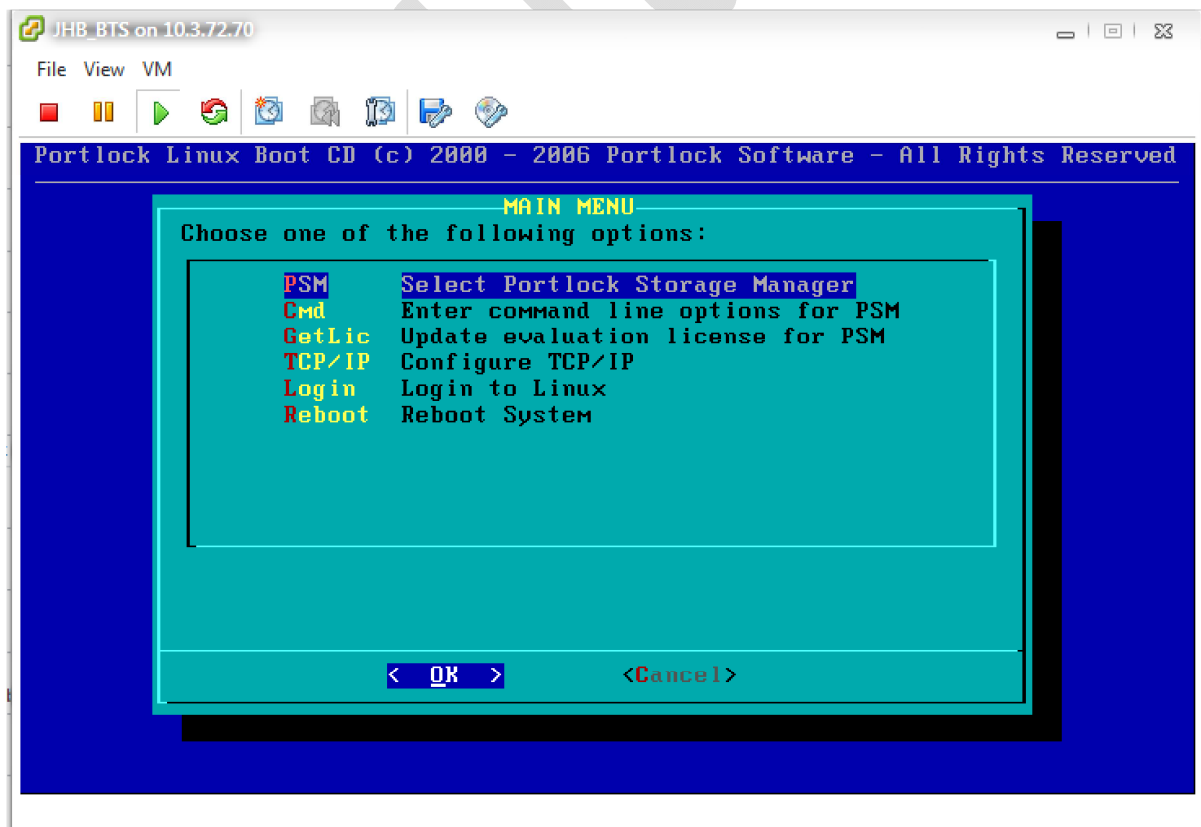 JHB_BTS on 10.3.72.70
File View VM
Portlock Linux Boot CD (c) 2000 - 2006 Portlock Software - All Rights Reserved
MAIN MENU
Choose one of the following options:
PSM Select Portlock Storage Manager
Cmd Enter command line options for PSM
GetLic Update evaluation license for PSM
TCP/IP Configure TCP/IP
Login Login to Linux
Reboot Reboot System
< OK > <Cancel>